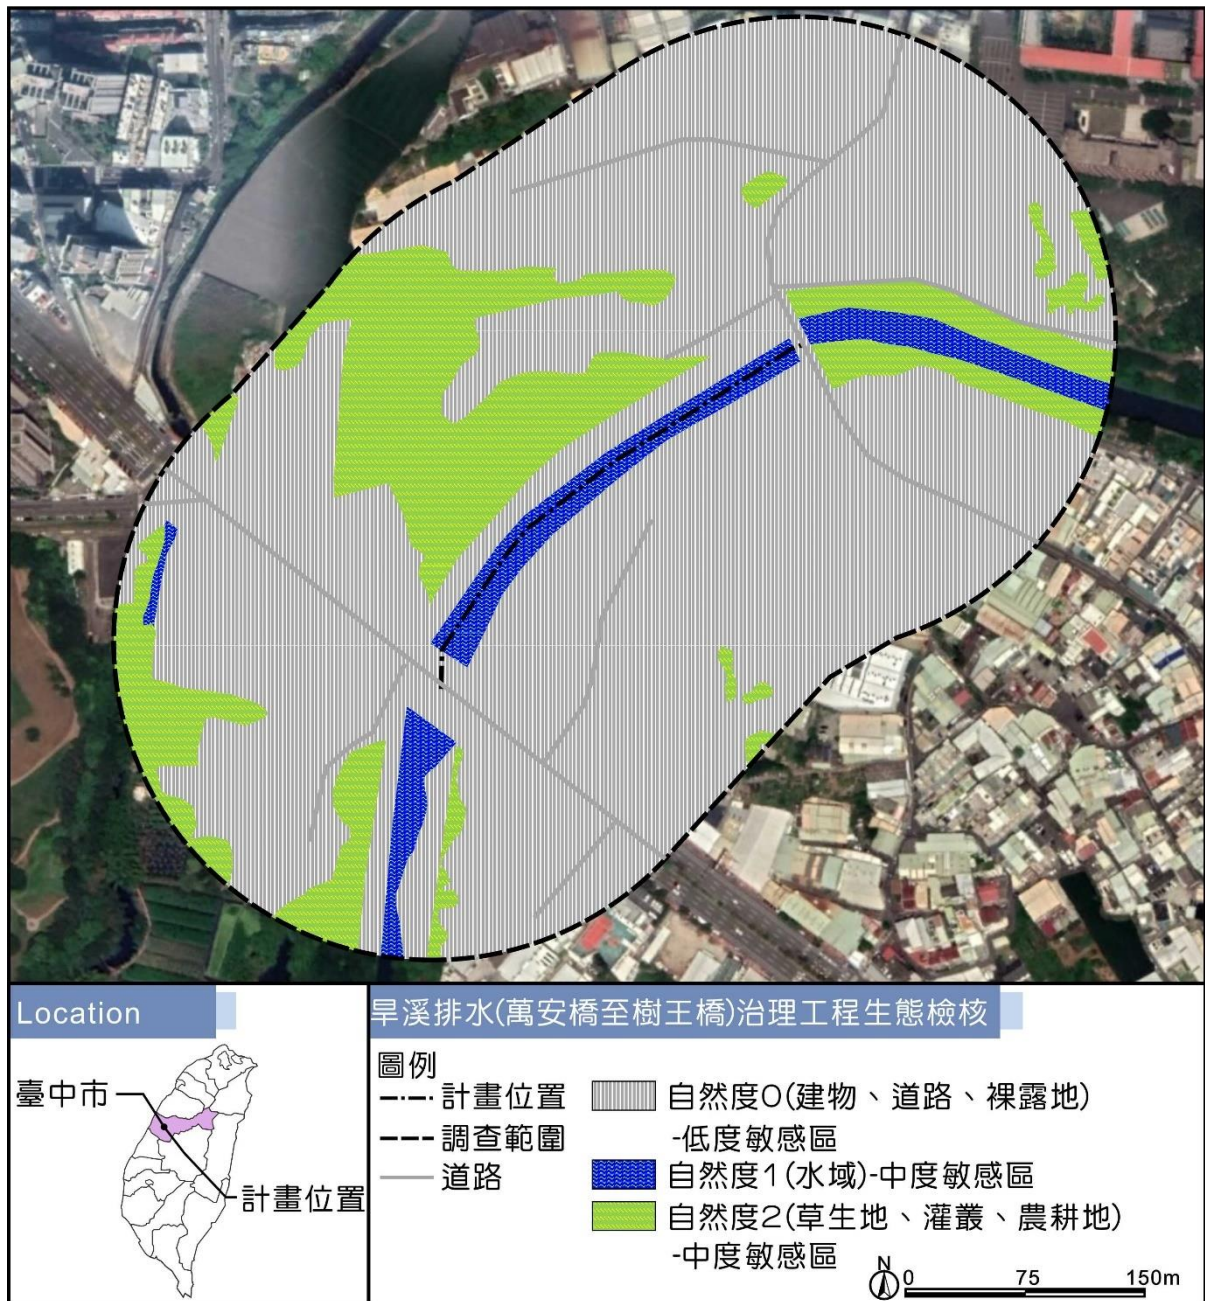 Location
臺中市
計畫位置
旱溪排水(萬安橋至樹王橋)治理工程生態檢核
圖例
計畫位置
調查範圍
道路
自然度0(建物、道路、裸露地)
-低度敏感區
自然度1(水域)-中度敏感區
自然度2(草生地、灌叢、農耕地)
-中度敏感區
N
0 75 150m